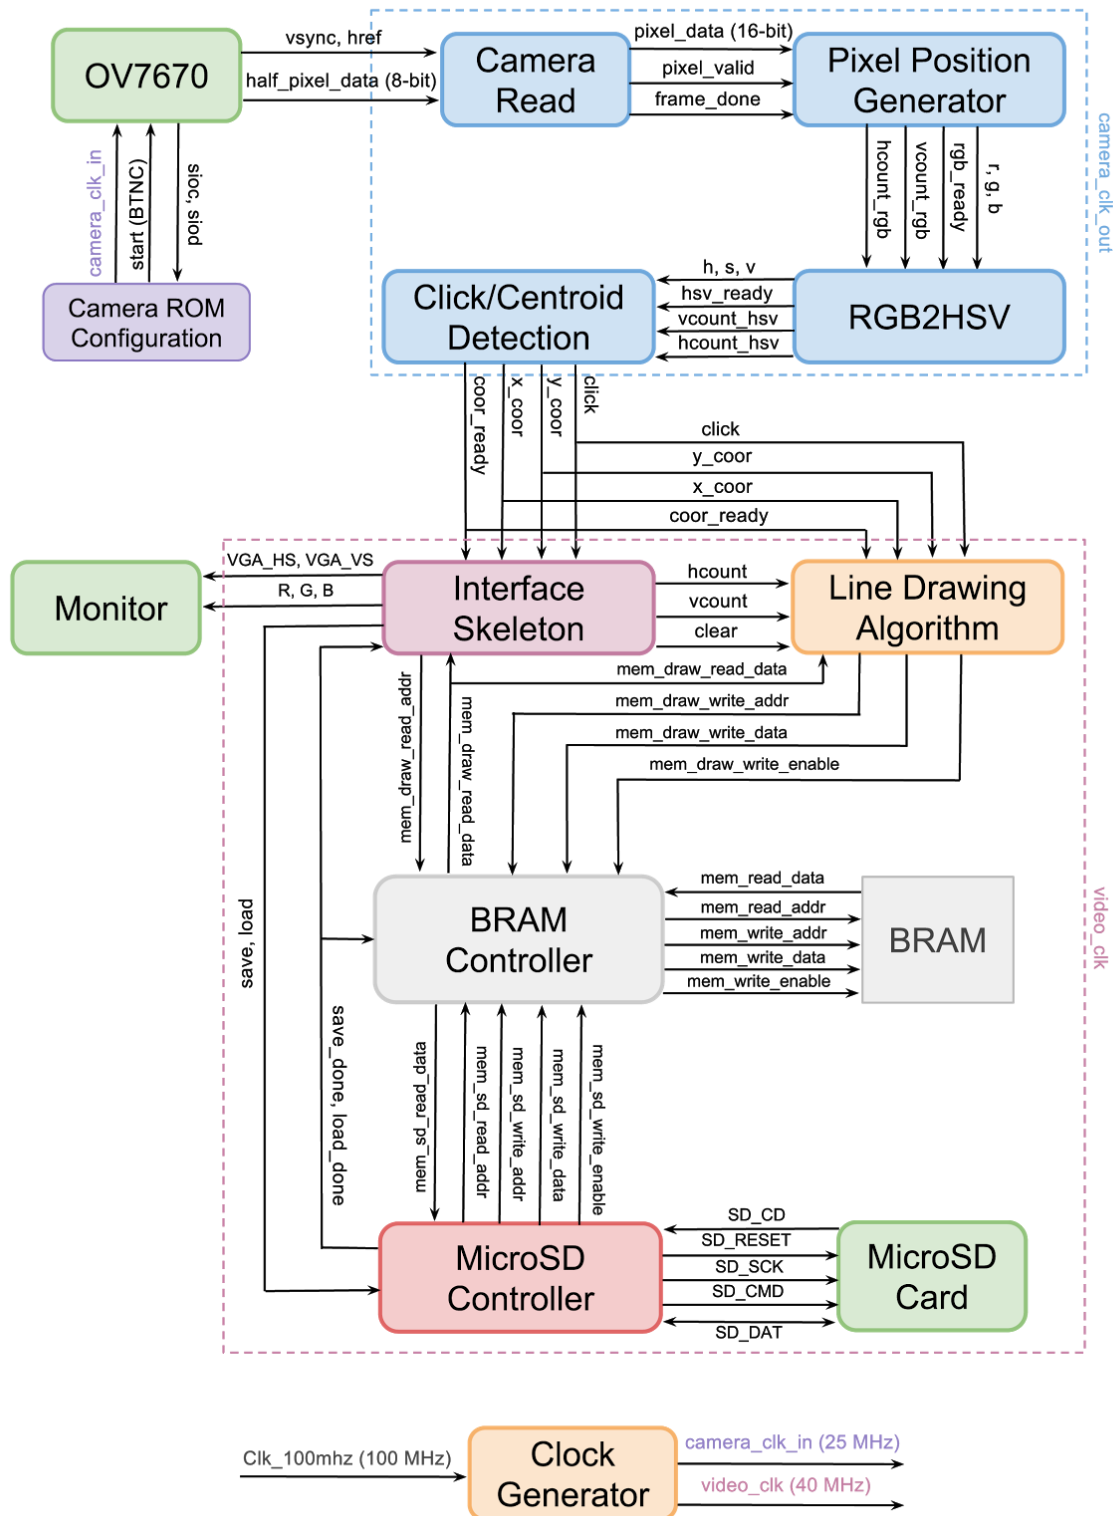 OV7670
vsync, href
half_pixel_data (8-bit)
Camera
Read
pixel_data (16-bit)
pixel_valid
frame_done
Pixel Position
Generator
camera_clk_out
camera_clk_in
start (BTNC)
sioc, siod
hcount_rgb
vcount_rgb
rgb_ready
r, g, b
Camera ROM
Configuration
Click/Centroid
Detection
h, s, v
hsv_ready
vcount_hsv
hcount_hsv
RGB2HSV
coor_ready
x_coor
y_coor
click
click
y_coor
x_coor
coor_ready
Monitor
VGA_HS, VGA_VS
R, G, B
Interface
Skeleton
hcount
vcount
clear
Line Drawing
Algorithm
mem_draw_read_addr
mem_draw_read_data
mem_draw_read_data
mem_draw_write_addr
mem_draw_write_data
mem_draw_write_enable
save, load
save_done, load_done
BRAM
Controller
mem_read_data
mem_read_addr
mem_write_addr
mem_write_data
mem_write_enable
BRAM
video_clk
mem_sd_read_data
mem_sd_read_addr
mem_sd_write_addr
mem_sd_write_data
mem_sd_write_enable
MicroSD
Controller
SD_CD
SD_RESET
SD_SCK
SD_CMD
SD_DAT
MicroSD
Card
Clk_100mhz (100 MHz)
Clock
Generator
camera_clk_in (25 MHz)
video_clk (40 MHz)